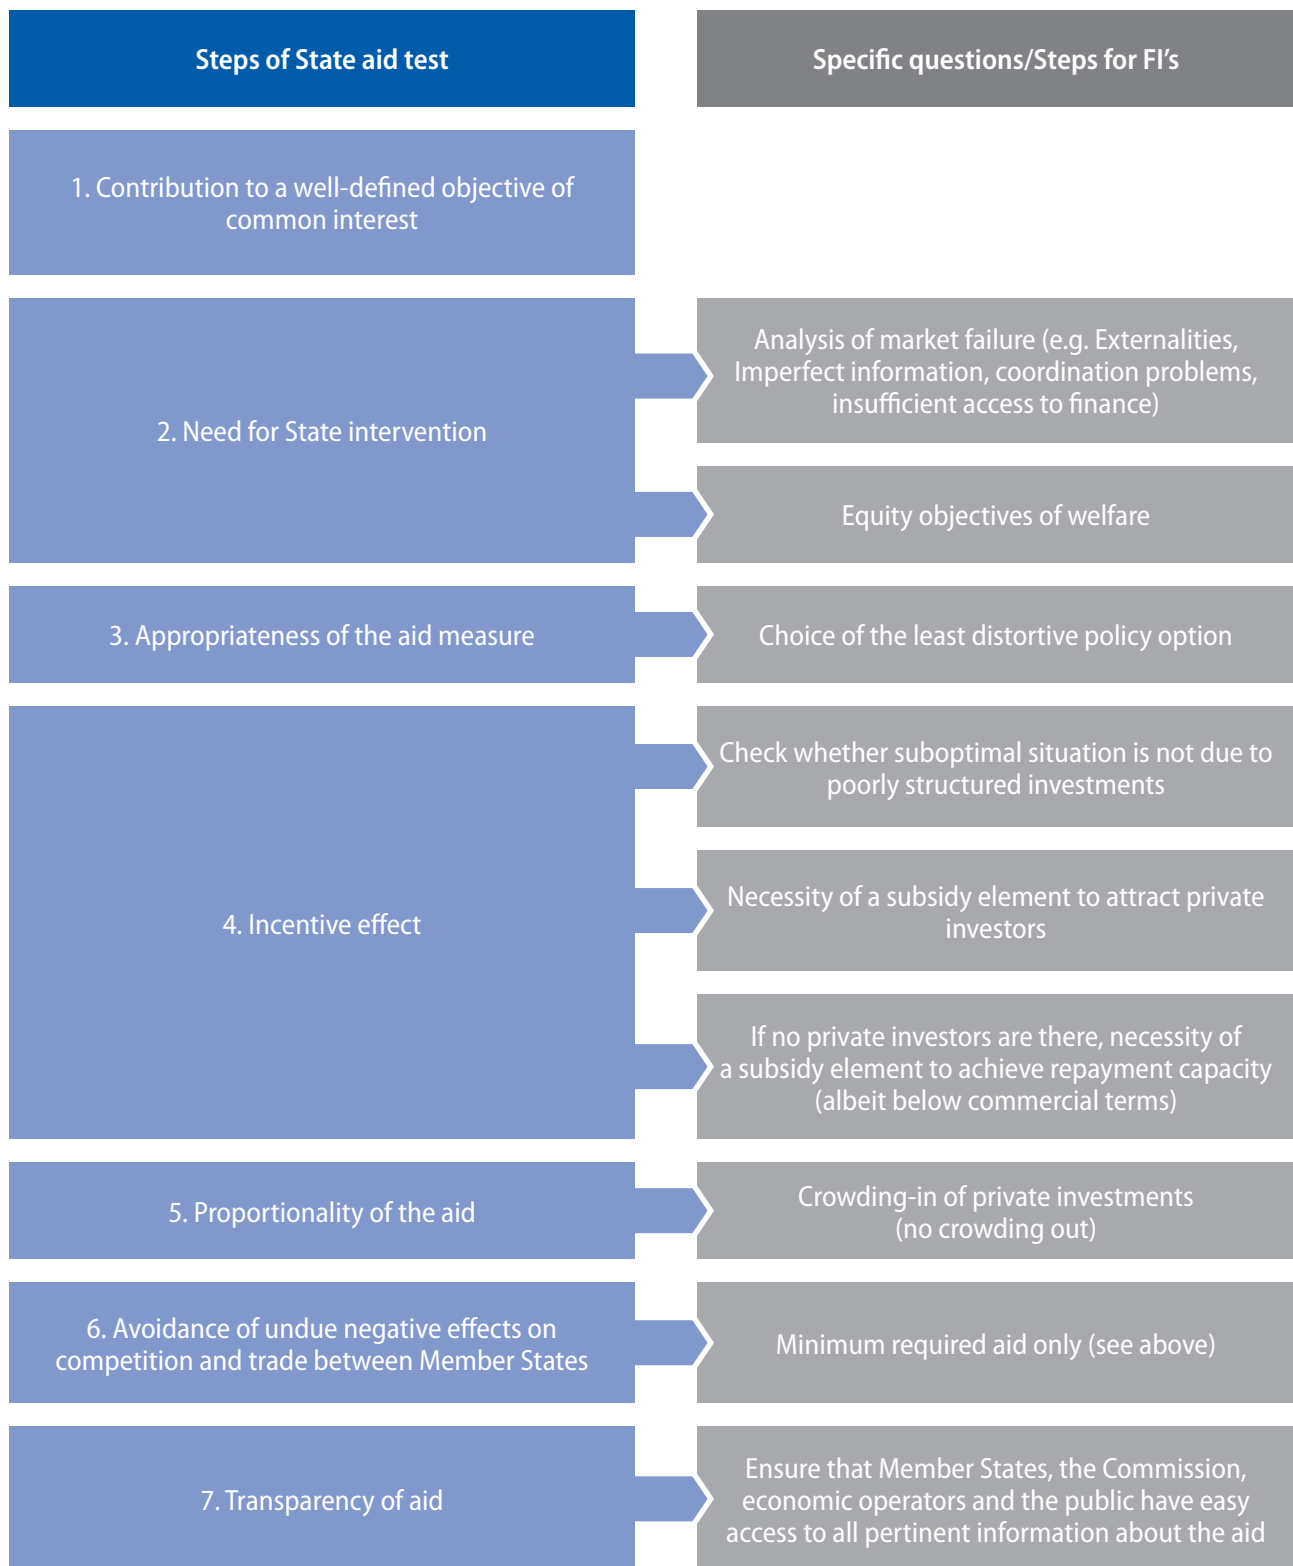 Steps of State aid test
Specific questions/Steps for FI’s
1. Contribution to a well-defined objective of
common interest
2. Need for State intervention
Analysis of market failure (e.g. Externalities,
Imperfect information, coordination problems,
insufficient access to finance)
Equity objectives of welfare
3. Appropriateness of the aid measure
Choice of the least distortive policy option
4. Incentive effect
Check whether suboptimal situation is not due to
poorly structured investments
Necessity of a subsidy element to attract private
investors
If no private investors are there, necessity of
a subsidy element to achieve repayment capacity
(albeit below commercial terms)
5. Proportionality of the aid
Crowding-in of private investments
(no crowding out)
6. Avoidance of undue negative effects on
competition and trade between Member States
Minimum required aid only (see above)
7. Transparency of aid
Ensure that Member States, the Commission,
economic operators and the public have easy
access to all pertinent information about the aid